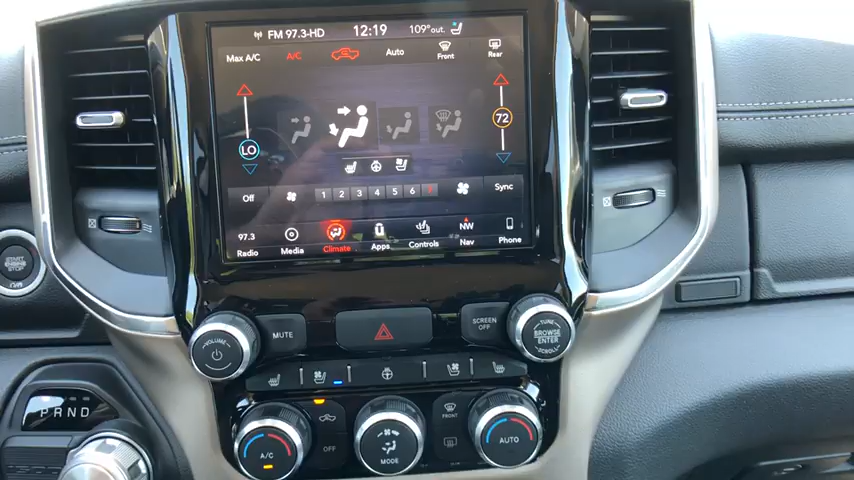 FM 97.3-HD 12:19 109°out.
Max A/C A/C Auto Front Rear
LO 72
Off 1 2 3 4 5 6 7 Sync
97.3 NW
Radio Media Climate Apps Controls Nav Phone
START
STOP
VOLUME
MUTE
SCREEN OFF
TUNE
BROWSE
ENTER
SCROLL
PRND
A/C
OFF
MODE
FRONT
AUTO